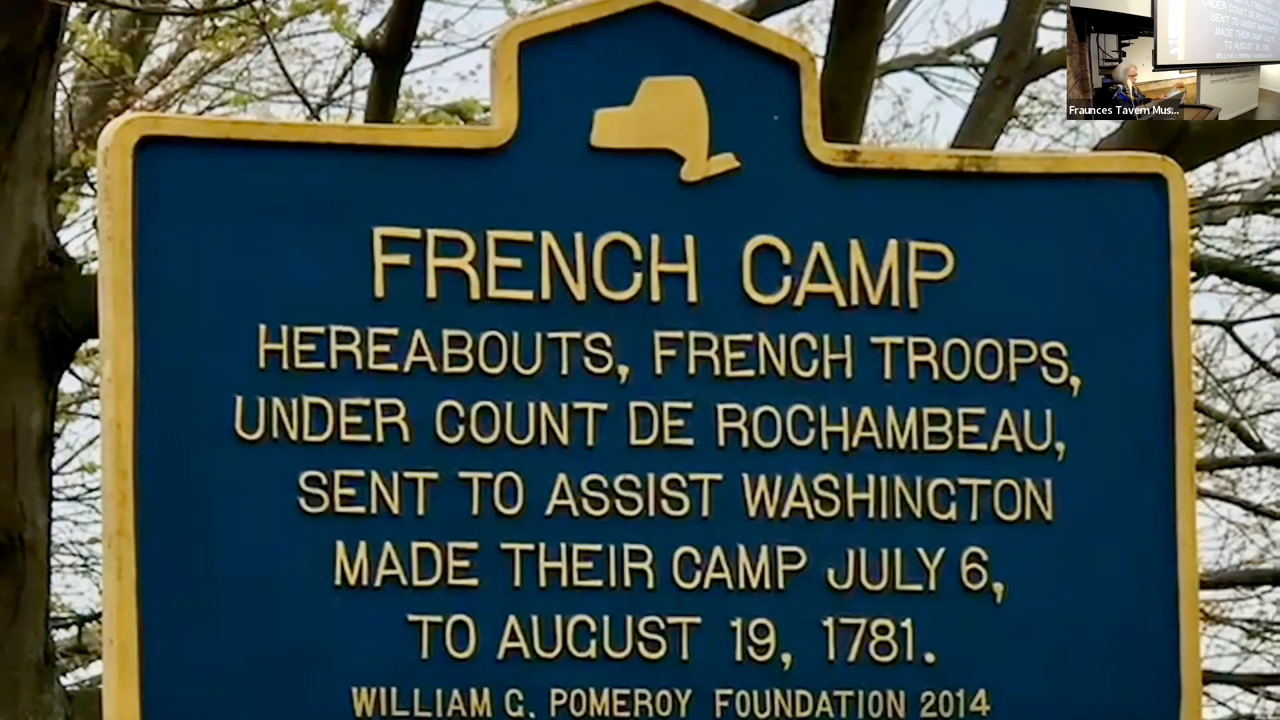 FRENCH CAMP
HEREABOUTS, FRENCH TROOPS,
UNDER COUNT DE ROCHAMBEAU,
SENT TO ASSIST WASHINGTON
MADE THEIR CAMP JULY 6,
TO AUGUST 19, 1781.
WILLIAM G. POMEROY FOUNDATION 2014
Fraunces Tavern Mus...